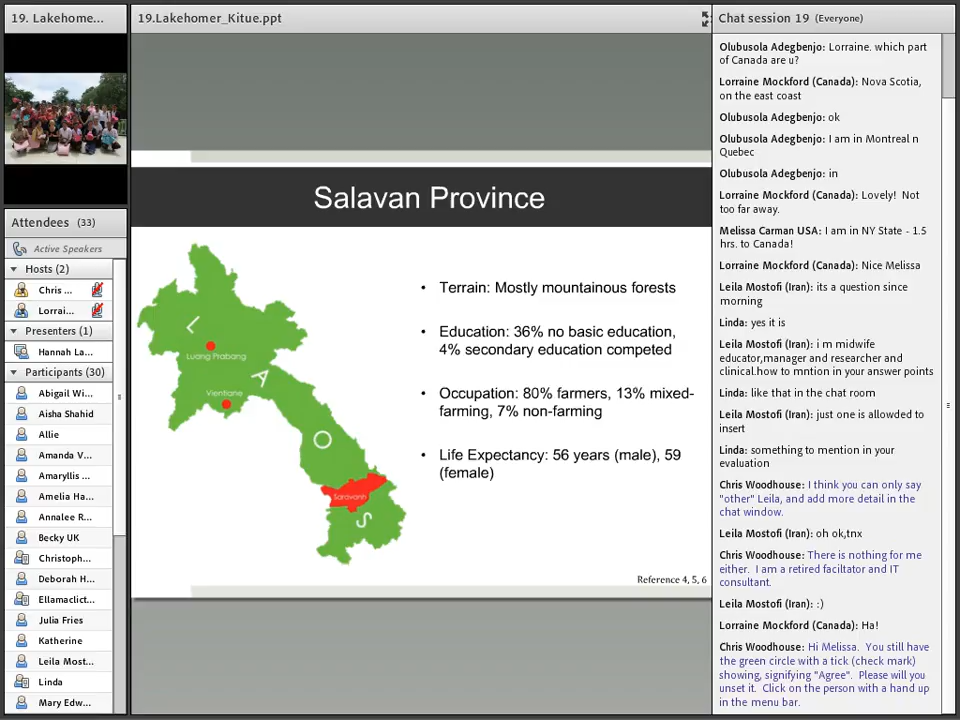 19. Lakehome...
19.Lakehomer_Kitue.ppt
Chat session 19 (Everyone)
Attendees (33)
Active Speakers
Hosts (2)
Chris ...
Lorrai...
Presenters (1)
Hannah La...
Participants (30)
Abigail Wi...
Aisha Shahid
Allie
Amanda V...
Amaryllis ...
Amelia Ha...
Annalee R...
Becky UK
Christoph...
Deborah H...
Ellamaclict...
Julia Fries
Katherine
Leila Most...
Linda
Mary Edw...
Salavan Province
L
Luang Prabang
A
Vientiane
O
Saravanh
S
• Terrain: Mostly mountainous forests
• Education: 36% no basic education,
4% secondary education competed
• Occupation: 80% farmers, 13% mixed-
farming, 7% non-farming
• Life Expectancy: 56 years (male), 59
(female)
Reference 4, 5, 6
Olubusola Adegbenjo: Lorraine. which part
of Canada are u?
Lorraine Mockford (Canada): Nova Scotia,
on the east coast
Olubusola Adegbenjo: ok
Olubusola Adegbenjo: I am in Montreal n
Quebec
Olubusola Adegbenjo: in
Lorraine Mockford (Canada): Lovely! Not
too far away.
Melissa Carman USA: I am in NY State - 1.5
hrs. to Canada!
Lorraine Mockford (Canada): Nice Melissa
Leila Mostofi (Iran): its a question since
morning
Linda: yes it is
Leila Mostofi (Iran): i m midwife
educator,manager and researcher and
clinical.how to mntion in your answer points
Linda: like that in the chat room
Leila Mostofi (Iran): just one is allowded to
insert
Linda: something to mention in your
evaluation
Chris Woodhouse: I think you can only say
"other" Leila, and add more detail in the
chat window.
Leila Mostofi (Iran): oh ok,tnx
Chris Woodhouse: There is nothing for me
either. I am a retired faciltator and IT
consultant.
Leila Mostofi (Iran): :)
Lorraine Mockford (Canada): Ha!
Chris Woodhouse: Hi Melissa. You still have
the green circle with a tick (check mark)
showing, signifying "Agree". Please will you
unset it. Click on the person with a hand up
in the menu bar.